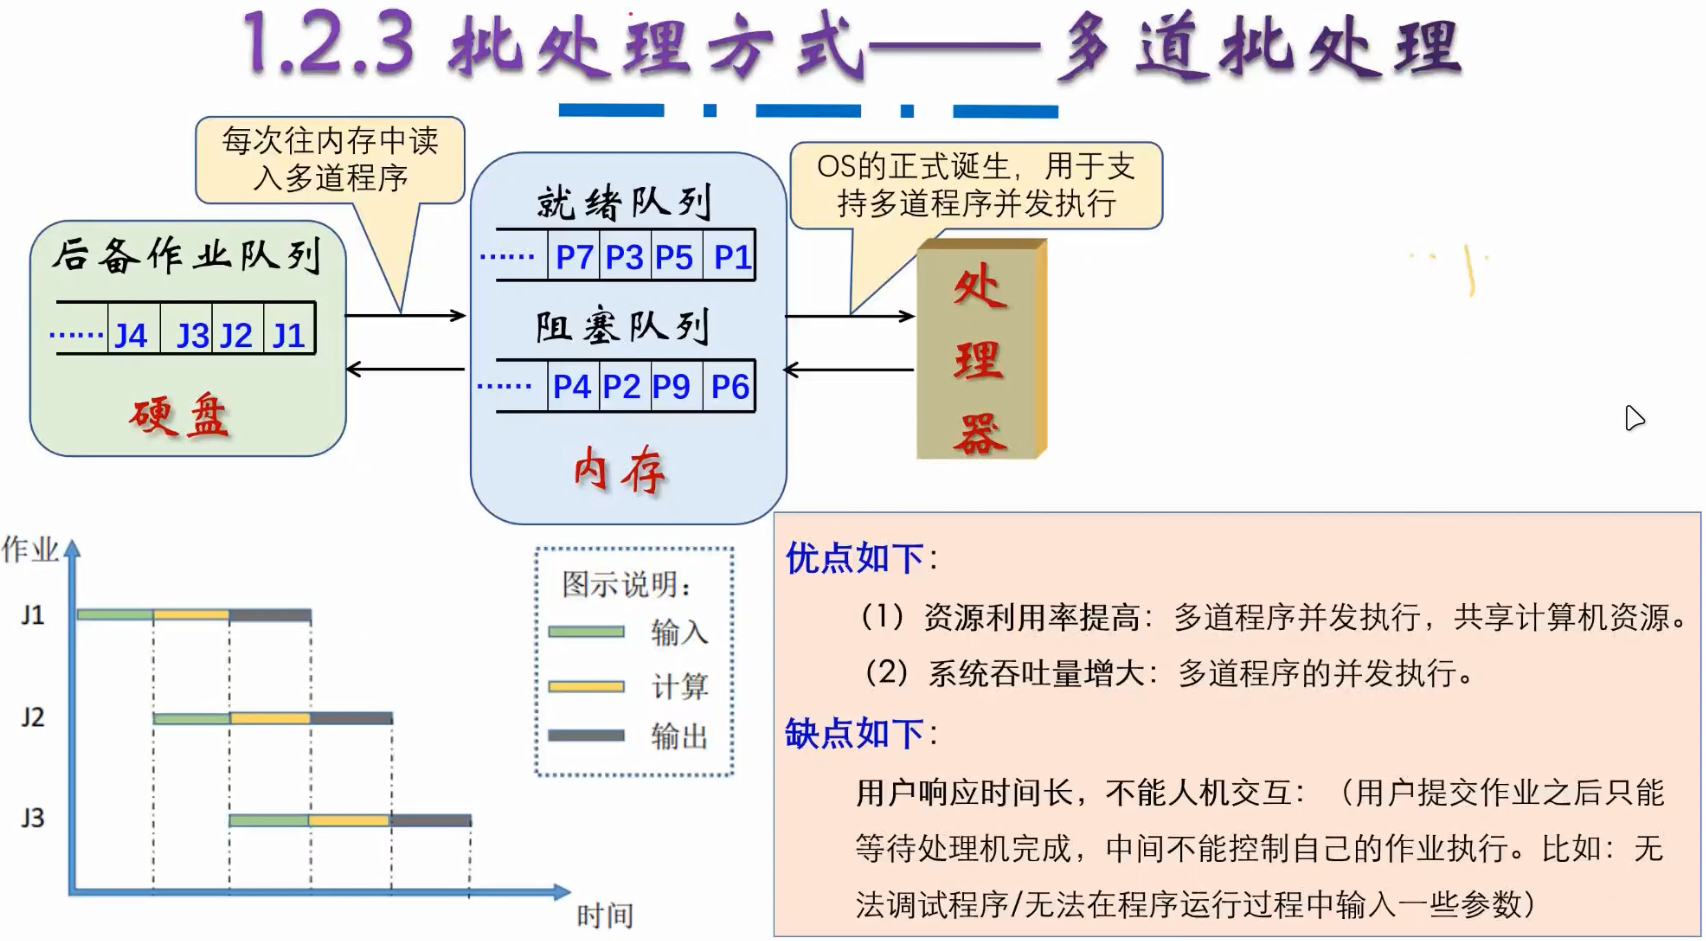 1.2.3 批处理方式——多道批处理
每次往内存中读
入多道程序
OS的正式诞生，用于支
持多道程序并发执行
后备作业队列
…… J4 J3 J2 J1
硬盘
就绪队列
…… P7 P3 P5 P1
阻塞队列
…… P4 P2 P9 P6
内存
处
理
器
作业
J1
J2
J3
时间
图示说明：
输入
计算
输出
优点如下：
（1）资源利用率提高：多道程序并发执行，共享计算机资源。
（2）系统吞吐量增大：多道程序的并发执行。
缺点如下：
用户响应时间长，不能人机交互：（用户提交作业之后只能
等待处理机完成，中间不能控制自己的作业执行。比如：无
法调试程序/无法在程序运行过程中输入一些参数）